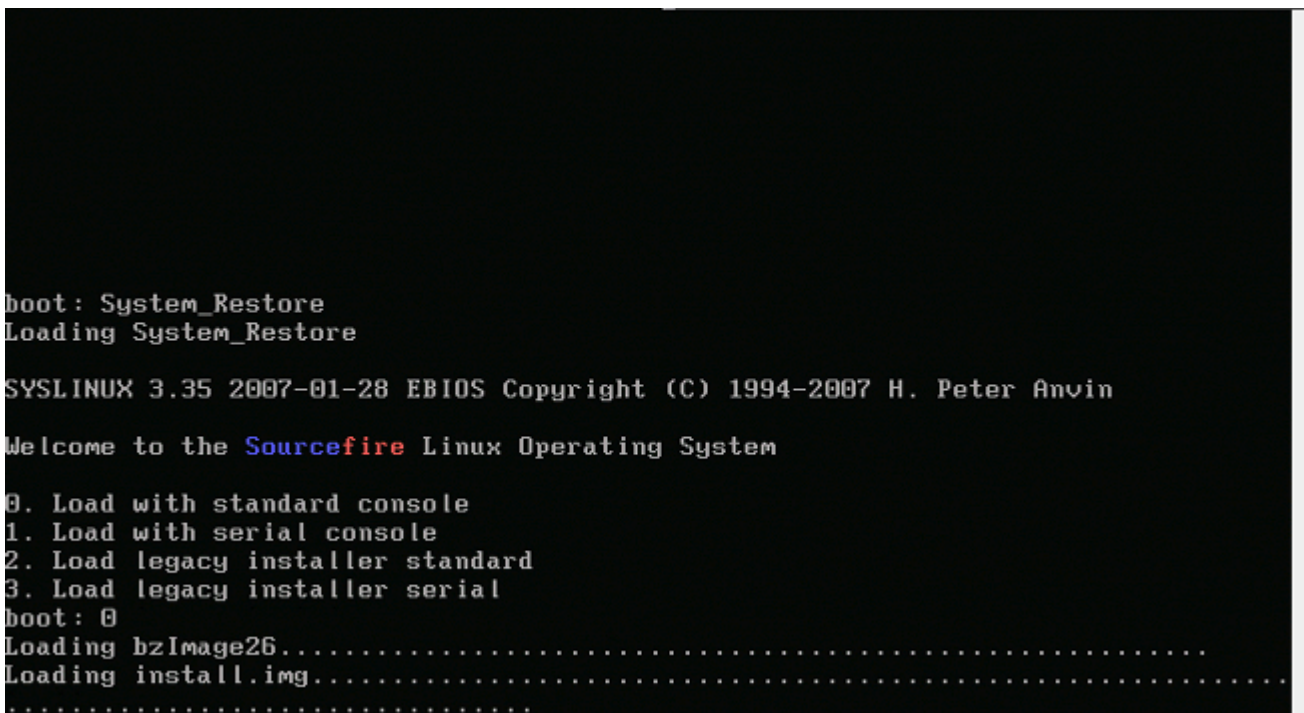 boot: System_Restore
Loading System_Restore
SYSLINUX 3.35 2007-01-28 EBIOS Copyright (C) 1994-2007 H. Peter Anvin
Welcome to the Sourcefire Linux Operating System
0. Load with standard console
1. Load with serial console
2. Load legacy installer standard
3. Load legacy installer serial
boot: 0
Loading bzImage26..........................................................
Loading install.img.............................................................
.................................